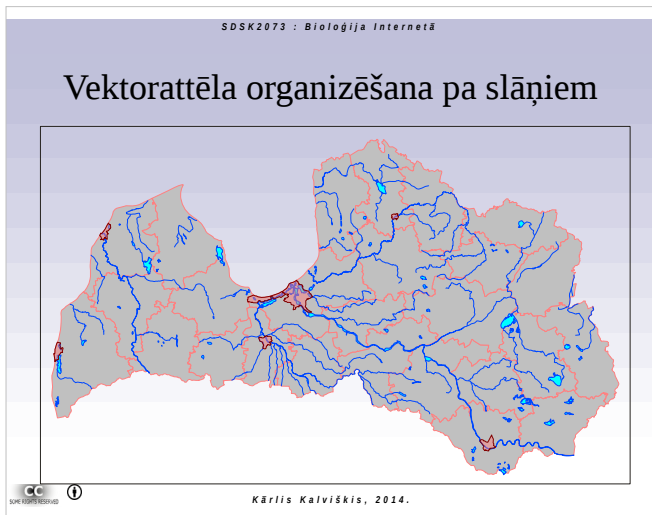 SDSK2073 : Bioloģija Internetā
Vektorattēla organizēšana pa slāņiem
CC
SOME RIGHTS RESERVED
Kārlis Kalviškis, 2014.